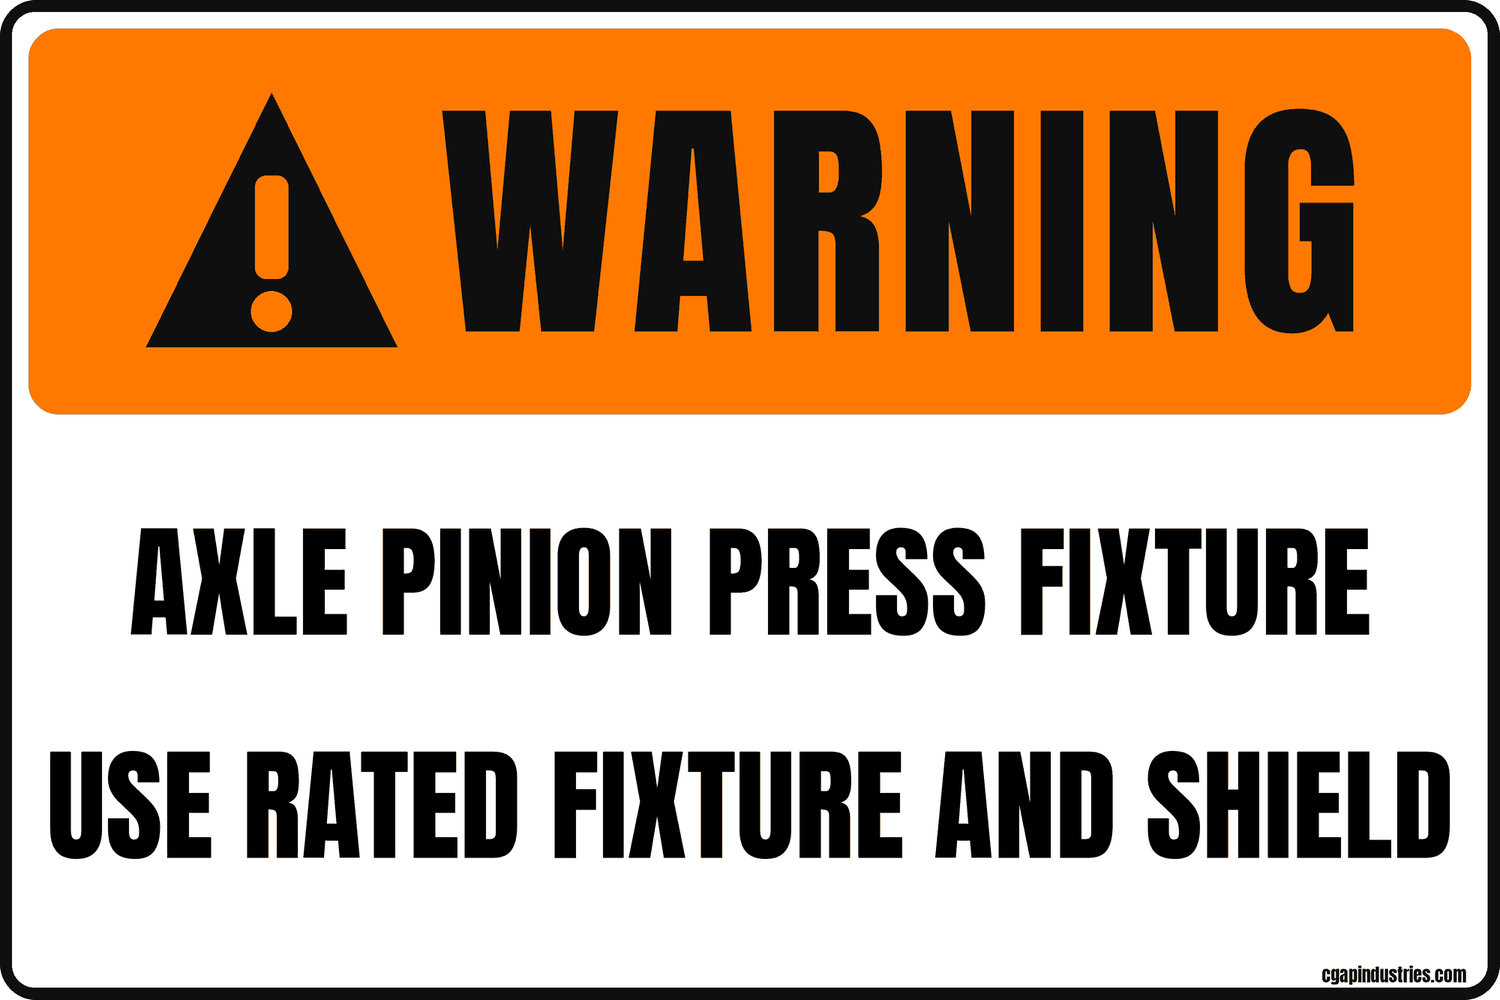 WARNING
AXLE PINION PRESS FIXTURE
USE RATED FIXTURE AND SHIELD
cgapindustries.com